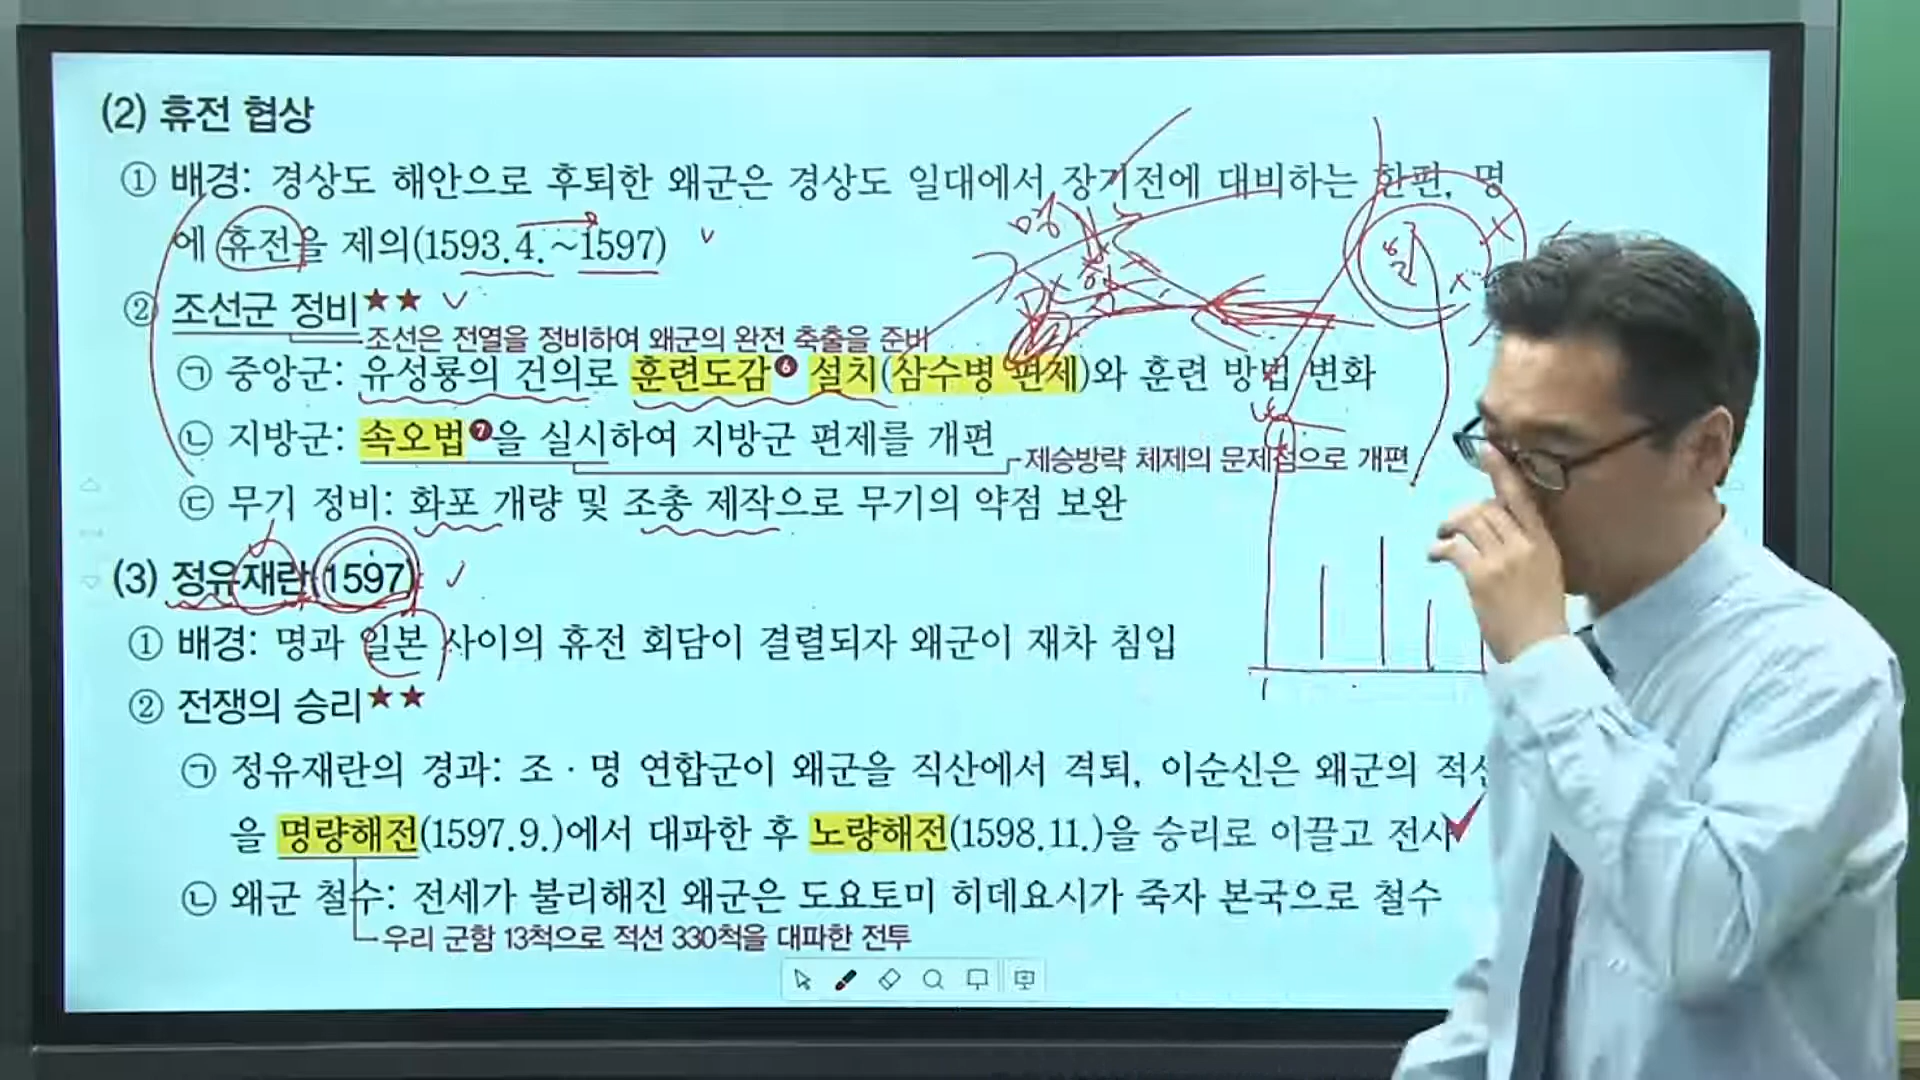 (2) 휴전 협상
① 배경: 경상도 해안으로 후퇴한 왜군은 경상도 일대에서 장기전에 대비하는 한편, 명
에 휴전을 제의(1593.4.~1597)
② 조선군 정비★★
조선은 전열을 정비하여 왜군의 완전 축출을 준비
㉠ 중앙군: 유성룡의 건의로 훈련도감❻ 설치(삼수병 편제)와 훈련 방법 변화
㉡ 지방군: 속오법❼을 실시하여 지방군 편제를 개편
제승방략 체제의 문제점으로 개편
㉢ 무기 정비: 화포 개량 및 조총 제작으로 무기의 약점 보완
(3) 정유재란(1597)
① 배경: 명과 일본 사이의 휴전 회담이 결렬되자 왜군이 재차 침입
② 전쟁의 승리★★
㉠ 정유재란의 경과: 조·명 연합군이 왜군을 직산에서 격퇴, 이순신은 왜군의 적선
을 명량해전(1597.9.)에서 대파한 후 노량해전(1598.11.)을 승리로 이끌고 전사
㉡ 왜군 철수: 전세가 불리해진 왜군은 도요토미 히데요시가 죽자 본국으로 철수
우리 군함 13척으로 적선 330척을 대파한 전투
명
일